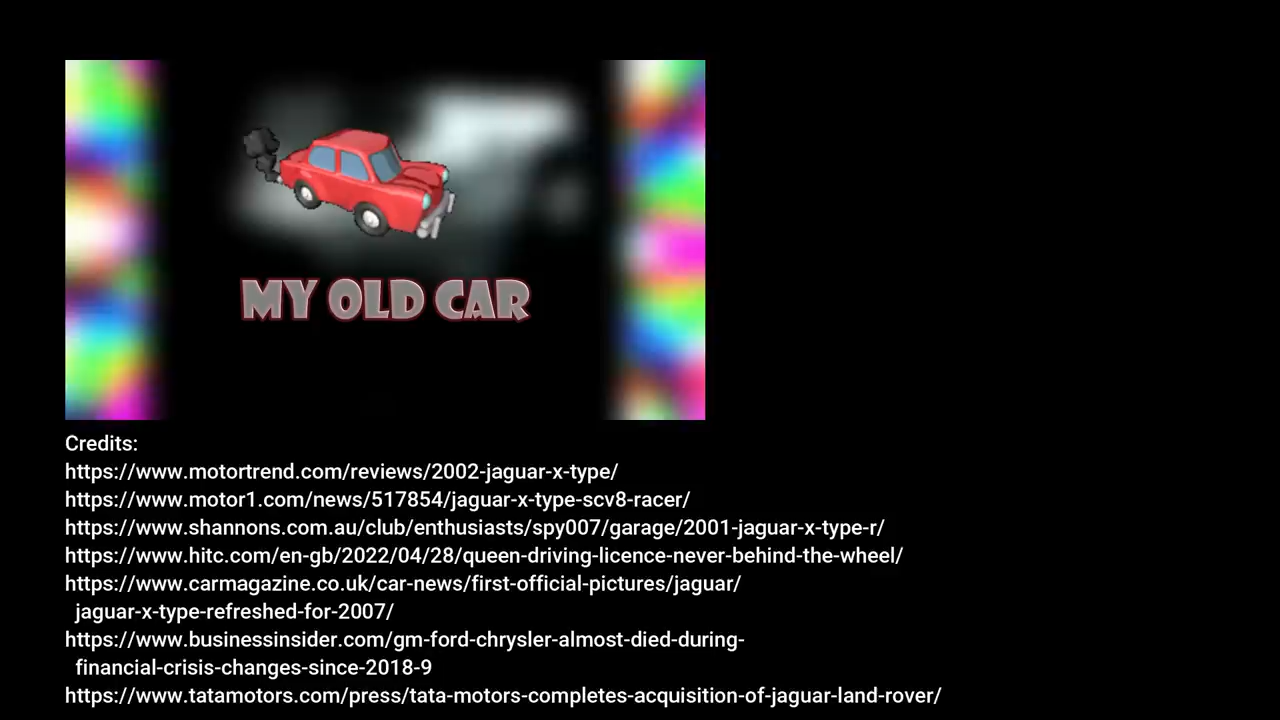 MY OLD CAR
Credits:
https://www.motortrend.com/reviews/2002-jaguar-x-type/
https://www.motor1.com/news/517854/jaguar-x-type-scv8-racer/
https://www.shannons.com.au/club/enthusiasts/spy007/garage/2001-jaguar-x-type-r/
https://www.hitc.com/en-gb/2022/04/28/queen-driving-licence-never-behind-the-wheel/
https://www.carmagazine.co.uk/car-news/first-official-pictures/jaguar/
jaguar-x-type-refreshed-for-2007/
https://www.businessinsider.com/gm-ford-chrysler-almost-died-during-
financial-crisis-changes-since-2018-9
https://www.tatamotors.com/press/tata-motors-completes-acquisition-of-jaguar-land-rover/